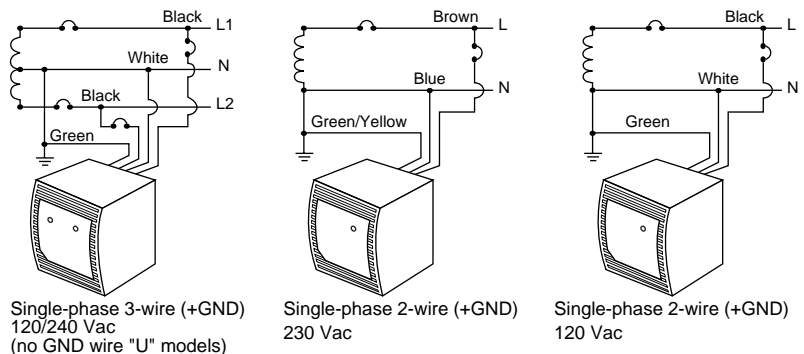 Black
L1
White
N
Black
L2
Green
Single-phase 3-wire (+GND)
120/240 Vac
(no GND wire "U" models)
Brown
L
Blue
N
Green/Yellow
Single-phase 2-wire (+GND)
230 Vac
Black
L
White
N
Green
Single-phase 2-wire (+GND)
120 Vac